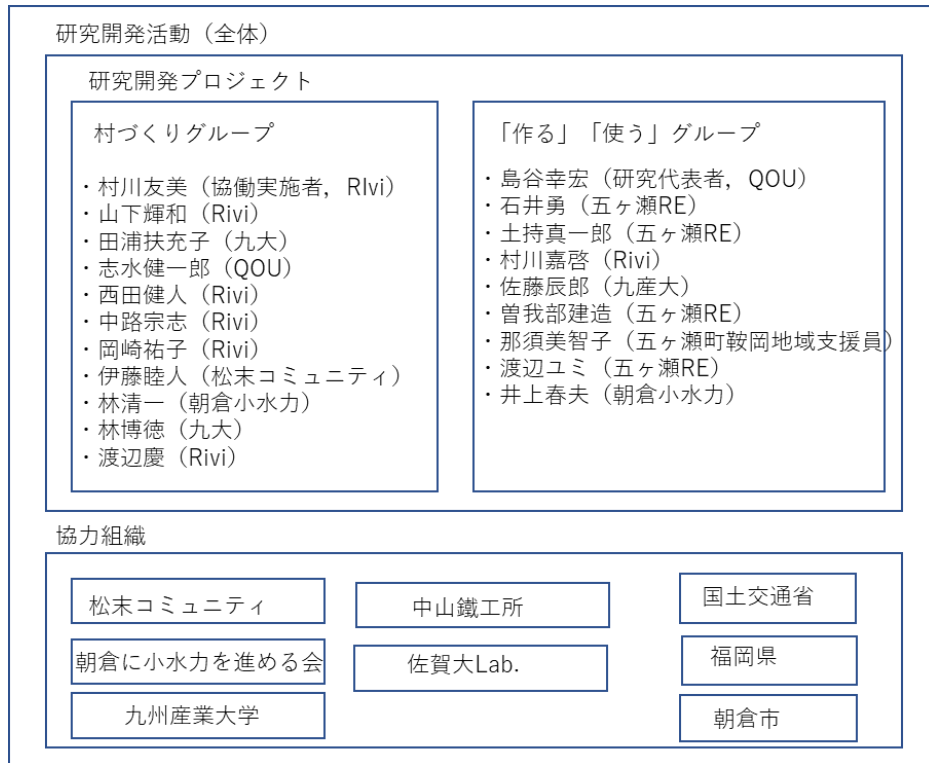 研究開発活動（全体）
研究開発プロジェクト
村づくりグループ
・村川友美（協働実施者，RIvi）
・山下輝和（Rivi）
・田浦扶充子（九大）
・志水健一郎（QOU）
・西田健人（Rivi）
・中路宗志（Rivi）
・岡崎祐子（Rivi）
・伊藤睦人（松末コミュニティ）
・林清一（朝倉小水力）
・林博徳（九大）
・渡辺慶（Rivi）
「作る」「使う」グループ
・島谷幸宏（研究代表者，QOU）
・石井勇（五ヶ瀬RE）
・土持真一郎（五ヶ瀬RE）
・村川嘉啓（Rivi）
・佐藤辰郎（九産大）
・曽我部建造（五ヶ瀬RE）
・那須美智子（五ヶ瀬町鞍岡地域支援員）
・渡辺ユミ（五ヶ瀬RE）
・井上春夫（朝倉小水力）
協力組織
松末コミュニティ
朝倉に小水力を進める会
九州産業大学
中山鐵工所
佐賀大Lab.
国土交通省
福岡県
朝倉市